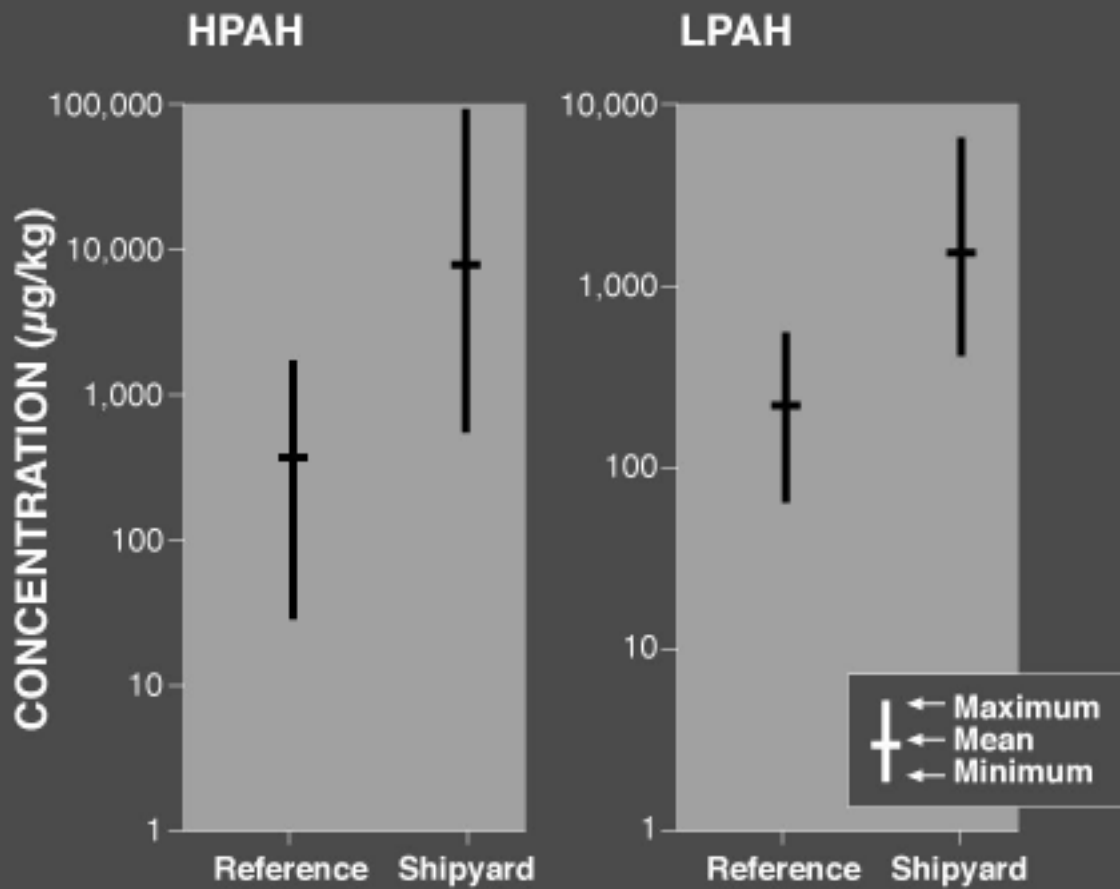 HPAH
LPAH
CONCENTRATION (µg/kg)
100,000
10,000
1,000
100
10
1
Reference Shipyard
10,000
1,000
100
10
1
Reference Shipyard
Maximum
Mean
Minimum